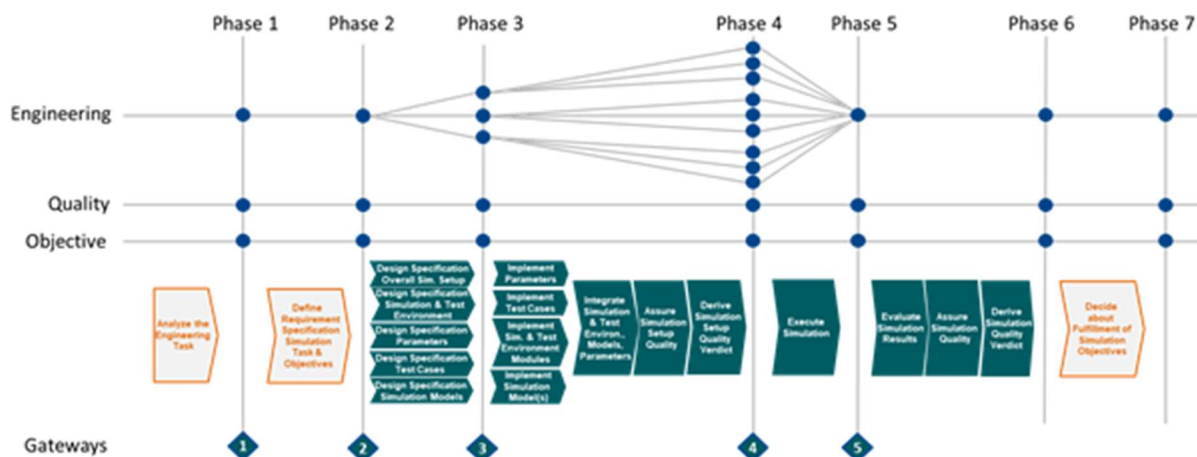 Phase 1
Phase 2
Phase 3
Phase 4
Phase 5
Phase 6
Phase 7
Engineering
Quality
Objective
Analyze the
Engineering
Task
Define
Requirement
Specification
Simulation
Task &
Objectives
Design Specification
Overall Sim. Setup
Design Specification
Simulation & Test
Environment
Design Specification
Parameters
Design Specification
Test Cases
Design Specification
Simulation Models
Implement
Parameters
Implement
Test Cases
Implement
Sim. & Test
Environment
Modules
Implement
Simulation
Model(s)
Integrate
Simulation
& Test
Environ.,
Models,
Parameters
Assure
Simulation
Setup
Quality
Derive
Simulation
Setup
Quality
Verdict
Execute
Simulation
Evaluate
Simulation
Results
Assure
Simulation
Quality
Derive
Simulation
Quality
Verdict
Decide
about
Fulfillment of
Simulation
Objectives
Gateways
1
2
3
4
5